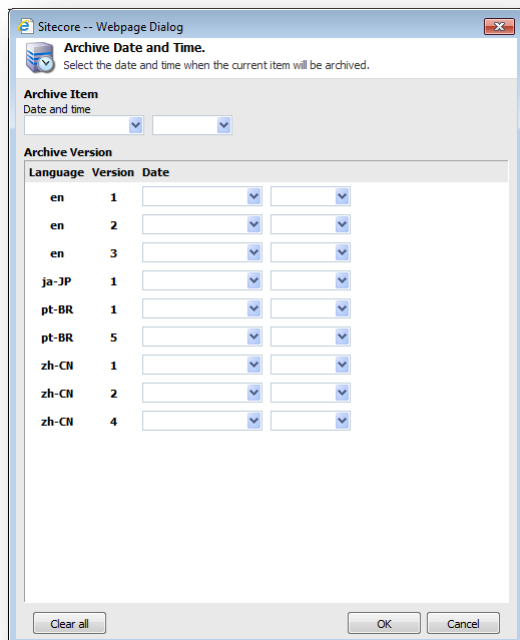 Sitecore -- Webpage Dialog
Archive Date and Time.
Select the date and time when the current item will be archived.
Archive Item
Date and time
Archive Version
Language Version Date
en 1
en 2
en 3
ja-JP 1
pt-BR 1
pt-BR 5
zh-CN 1
zh-CN 2
zh-CN 4
Clear all OK Cancel